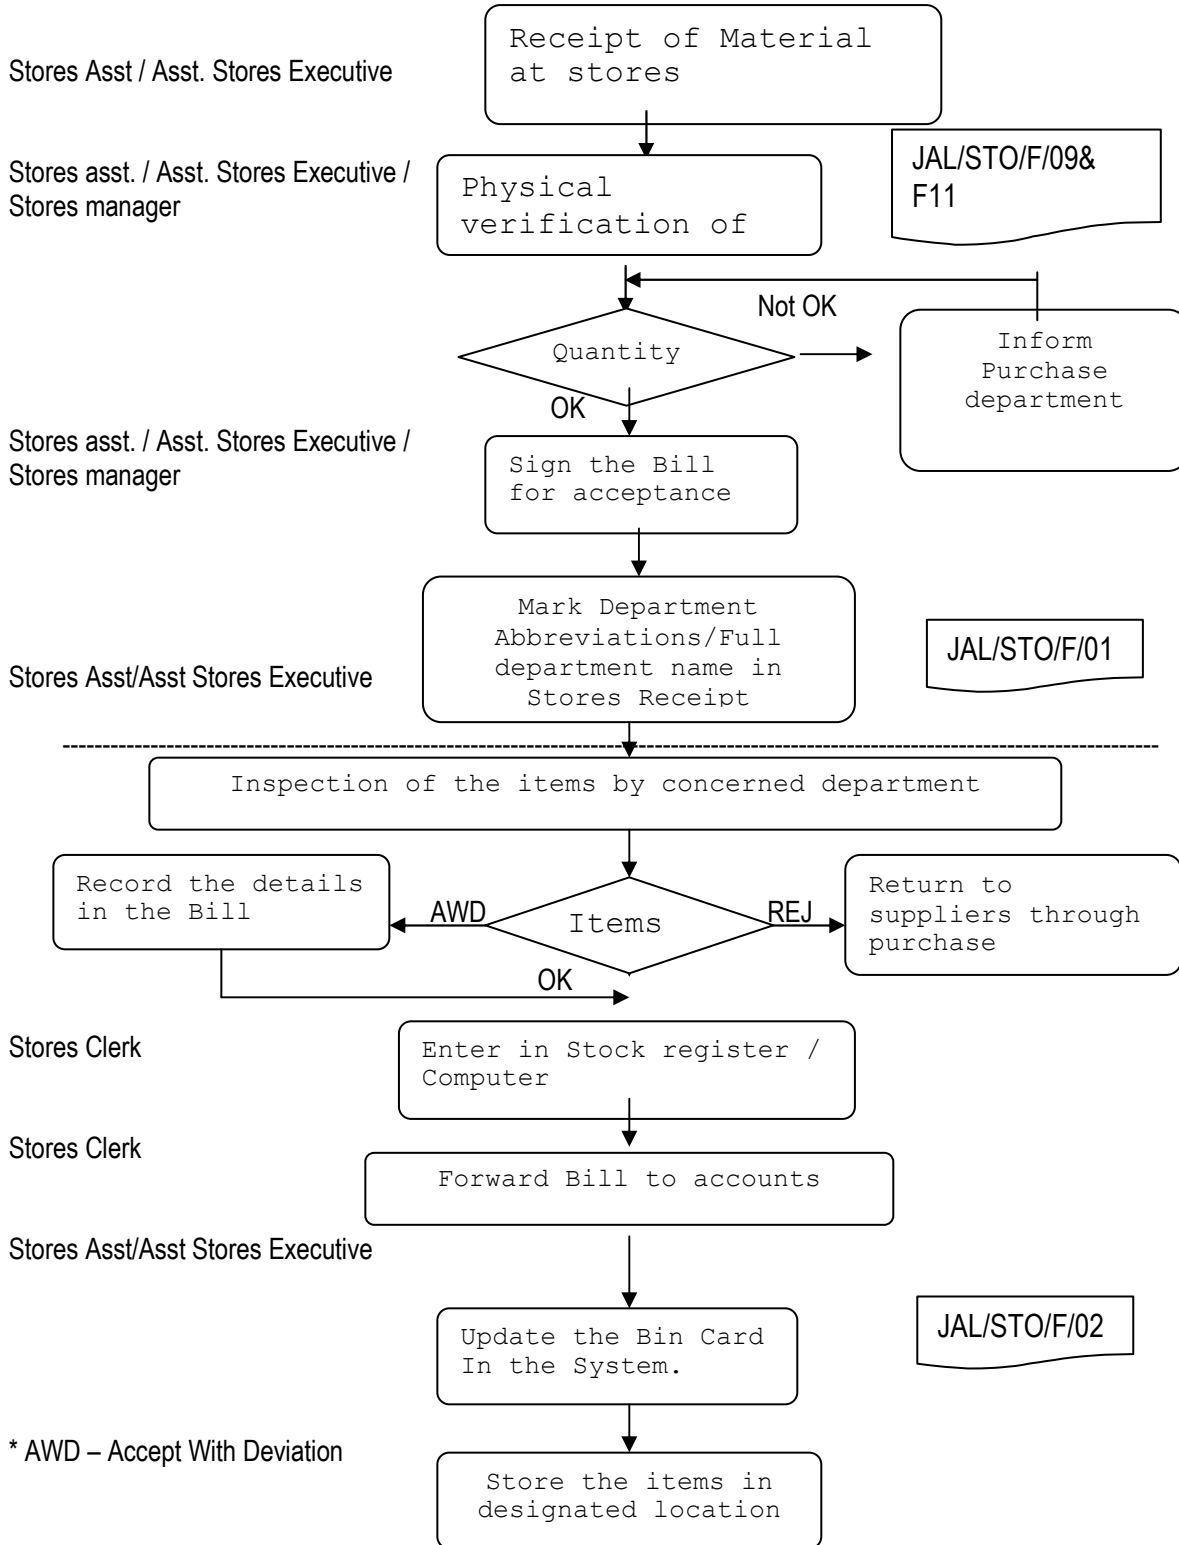 Receipt of Material
at stores
Stores Asst / Asst. Stores Executive
JAL/STO/F/09&
F11
Stores asst. / Asst. Stores Executive /
Stores manager
Physical
verification of
Not OK
Quantity
Inform
Purchase
department
OK
Stores asst. / Asst. Stores Executive /
Stores manager
Sign the Bill
for acceptance
Mark Department
Abbreviations/Full
department name in
Stores Receipt
JAL/STO/F/01
Stores Asst/Asst Stores Executive
Inspection of the items by concerned department
Record the details
in the Bill
AWD
Items
REJ
Return to
suppliers through
purchase
OK
Stores Clerk
Enter in Stock register /
Computer
Stores Clerk
Forward Bill to accounts
Stores Asst/Asst Stores Executive
Update the Bin Card
In the System.
JAL/STO/F/02
* AWD – Accept With Deviation
Store the items in
designated location